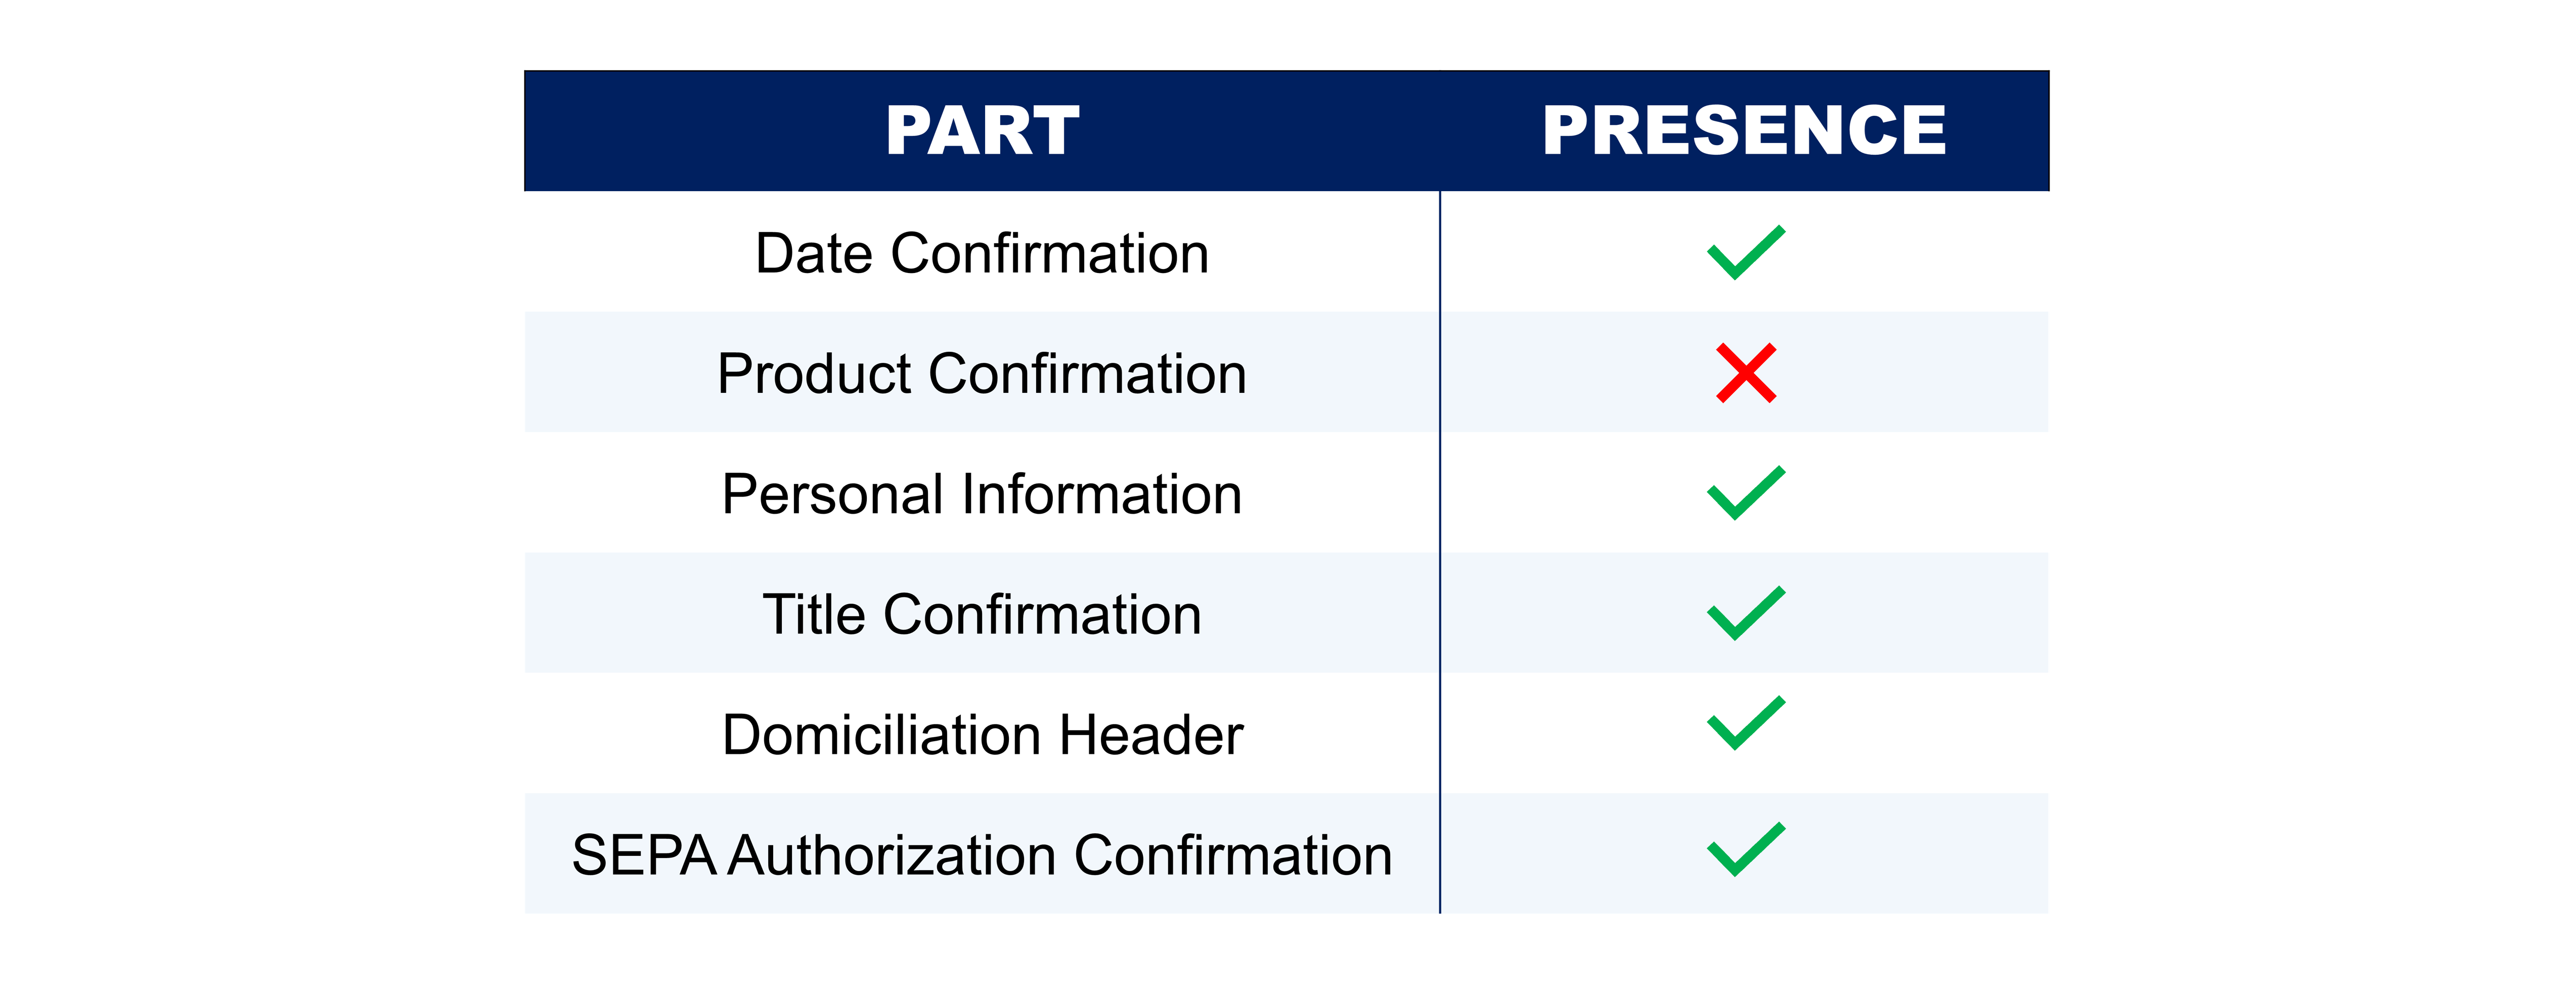 PART PRESENCE
Date Confirmation
Product Confirmation
Personal Information
Title Confirmation
Domiciliation Header
SEPA Authorization Confirmation